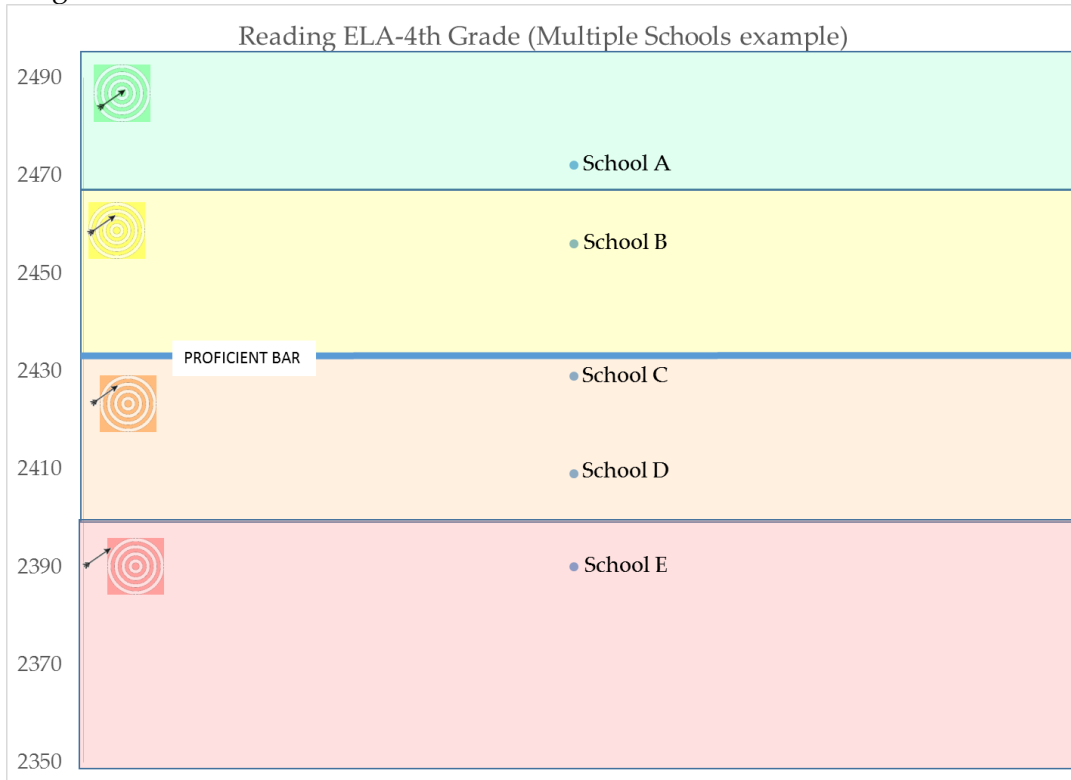 Reading ELA-4th Grade (Multiple Schools example)
2490
School A
2470
School B
2450
PROFICIENT BAR
2430
School C
2410
School D
2390
School E
2370
2350